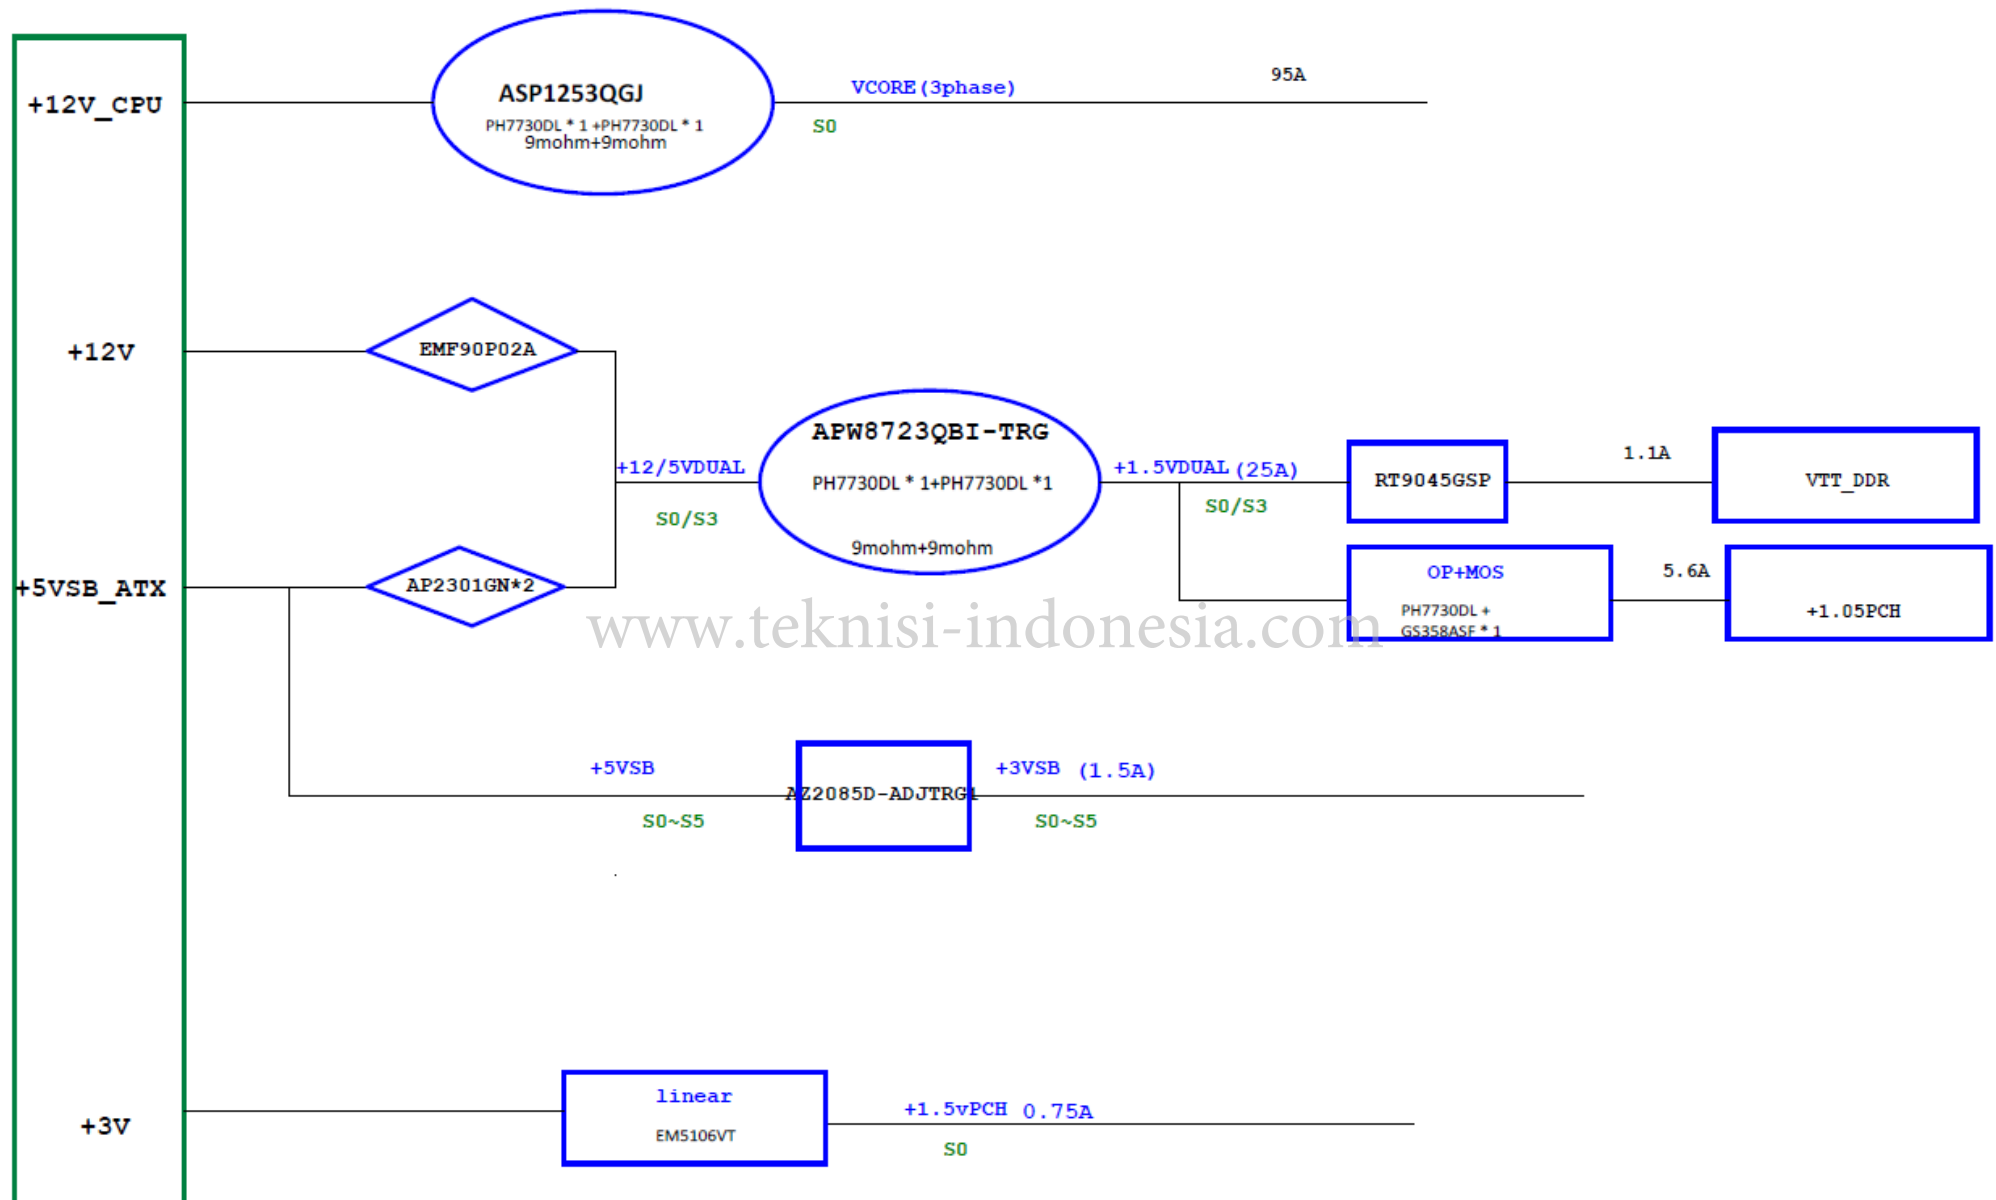 +12V_CPU
ASP1253QGJ
PH7730DL * 1 +PH7730DL * 1
9mohm+9mohm
VCORE(3phase)
95A
S0
+12V
EMF90P02A
+12/5VDUAL
S0/S3
APW8723QBI-TRG
PH7730DL * 1+PH7730DL *1
9mohm+9mohm
+1.5VDUAL (25A)
S0/S3
RT9045GSP
1.1A
VTT_DDR
+5VSB_ATX
AP2301GN*2
OP+MOS
PH7730DL +
GS358ASF * 1
5.6A
+1.05PCH
www.teknisi-indonesia.com
+5VSB
S0~S5
AZ2085D-ADJTRG1
+3VSB (1.5A)
S0~S5
+3V
linear
EM5106VT
+1.5vPCH 0.75A
S0